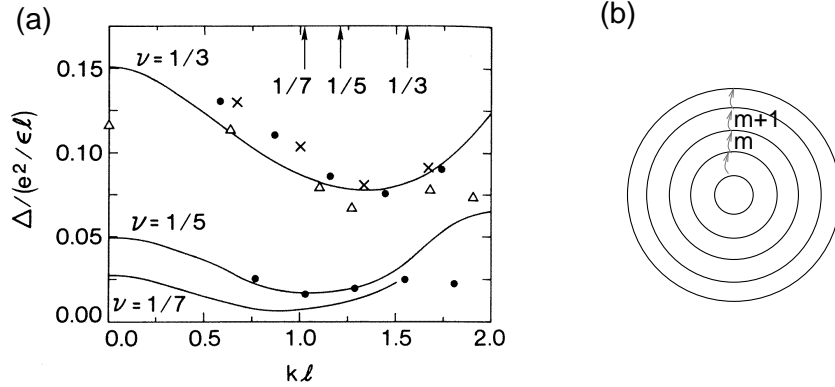 (a)
(b)
ν = 1/3
1/7
1/5
1/3
ν = 1/5
ν = 1/7
Δ/(e²/ϵℓ)
0.15
0.10
0.05
0.00
0.0
0.5
1.0
1.5
2.0
kℓ
m+1
m